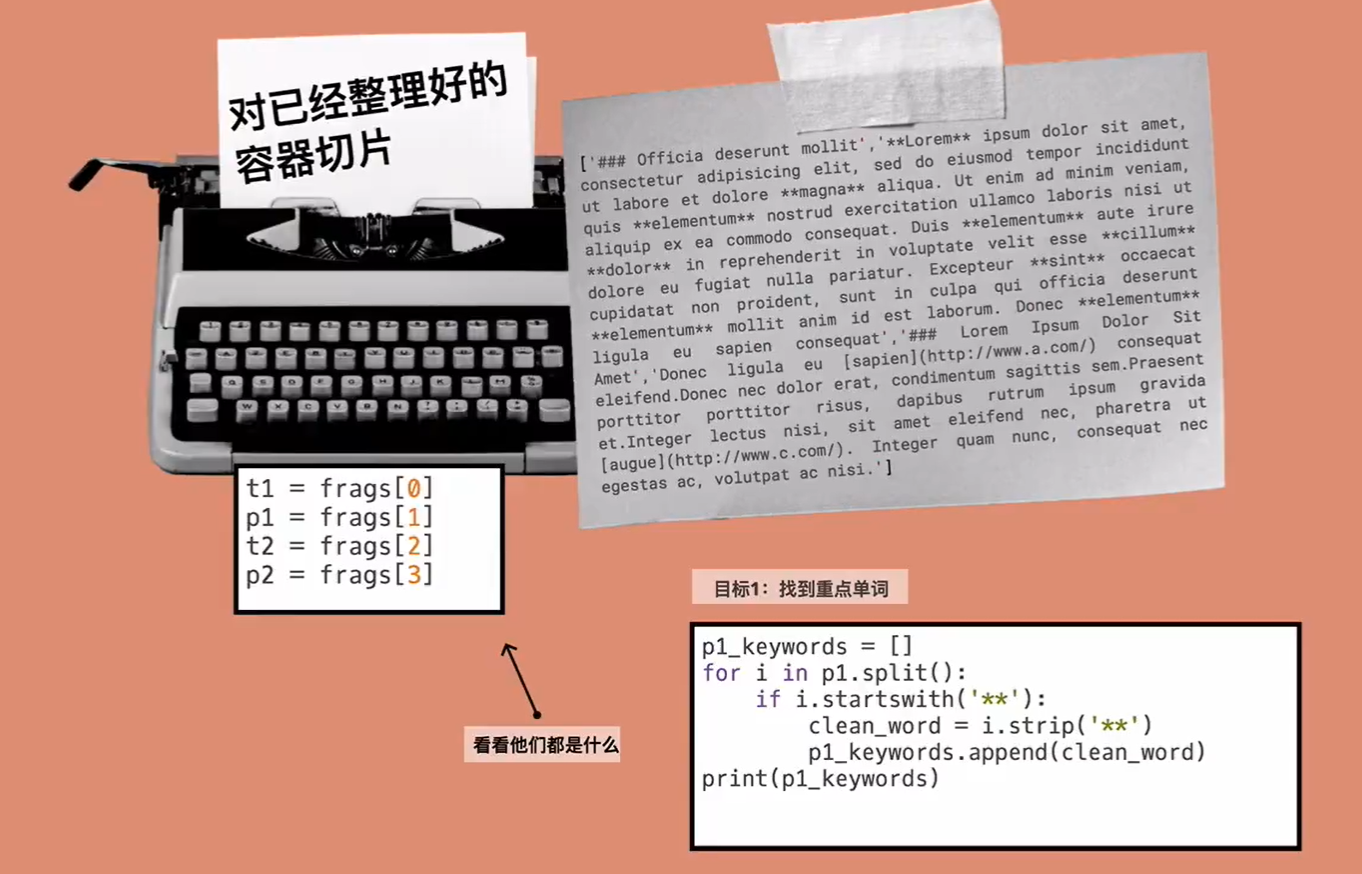 对已经整理好的
容器切片
['### Officia deserunt mollit','**Lorem** ipsum dolor sit amet,
consectetur adipisicing elit, sed do eiusmod tempor incididunt
ut labore et dolore **magna** aliqua. Ut enim ad minim veniam,
quis **elementum** nostrud exercitation ullamco laboris nisi ut
aliquip ex ea commodo consequat. Duis **elementum** aute irure
**dolor** in reprehenderit in voluptate velit esse **cillum**
dolore eu fugiat nulla pariatur. Excepteur **sint** occaecat
cupidatat non proident, sunt in culpa qui officia deserunt
**elementum** mollit anim id est laborum. Donec **elementum**
ligula eu sapien consequat','### Lorem Ipsum Dolor Sit
Amet','Donec ligula eu [sapien](http://www.a.com/) consequat
eleifend.Donec nec dolor erat, condimentum sagittis sem.Praesent
porttitor porttitor risus, dapibus rutrum ipsum gravida
et.Integer lectus nisi, sit amet eleifend nec, pharetra ut
[augue](http://www.c.com/). Integer quam nunc, consequat nec
egestas ac, volutpat ac nisi.']
t1 = frags[0]
p1 = frags[1]
t2 = frags[2]
p2 = frags[3]
看看他们都是什么
目标1：找到重点单词
p1_keywords = []
for i in p1.split():
    if i.startswith('**'):
        clean_word = i.strip('**')
        p1_keywords.append(clean_word)
print(p1_keywords)